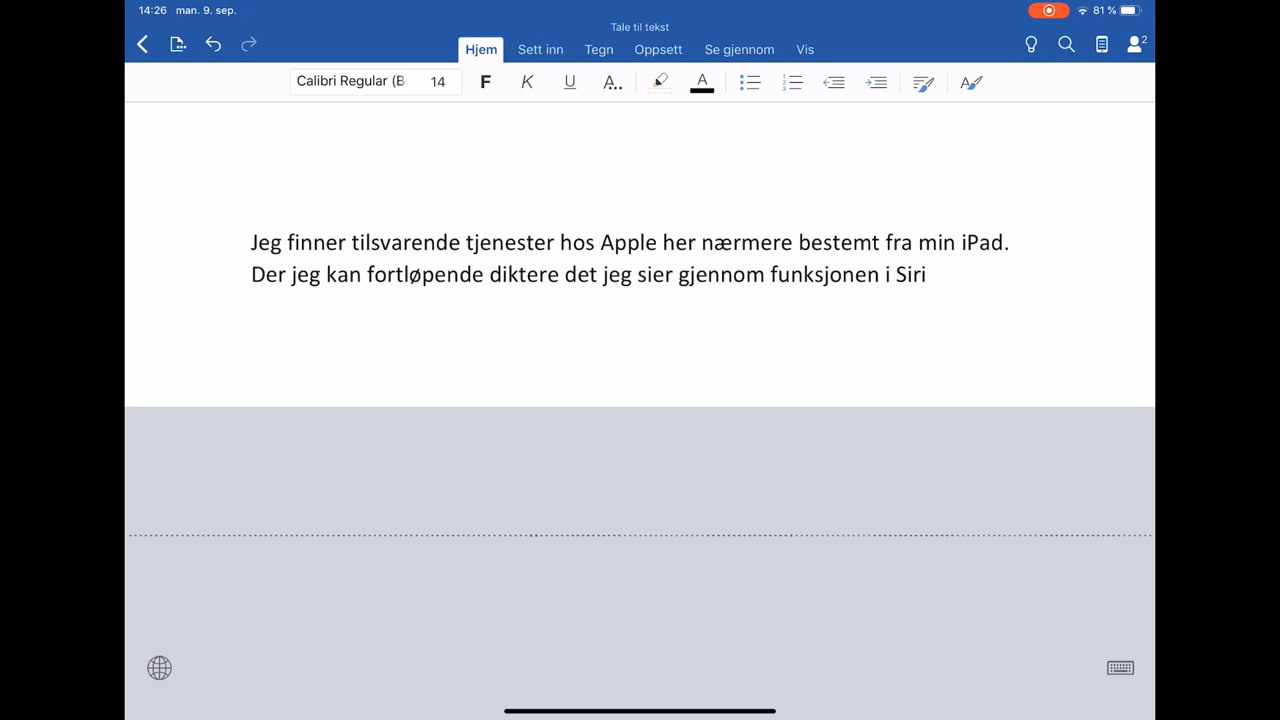 14:26 man. 9. sep. 81 %
Tale til tekst
Hjem Sett inn Tegn Oppsett Se gjennom Vis 2
Calibri Regular (B 14 F K U A... A A
Jeg finner tilsvarende tjenester hos Apple her nærmere bestemt fra min iPad.
Der jeg kan fortløpende diktere det jeg sier gjennom funksjonen i Siri